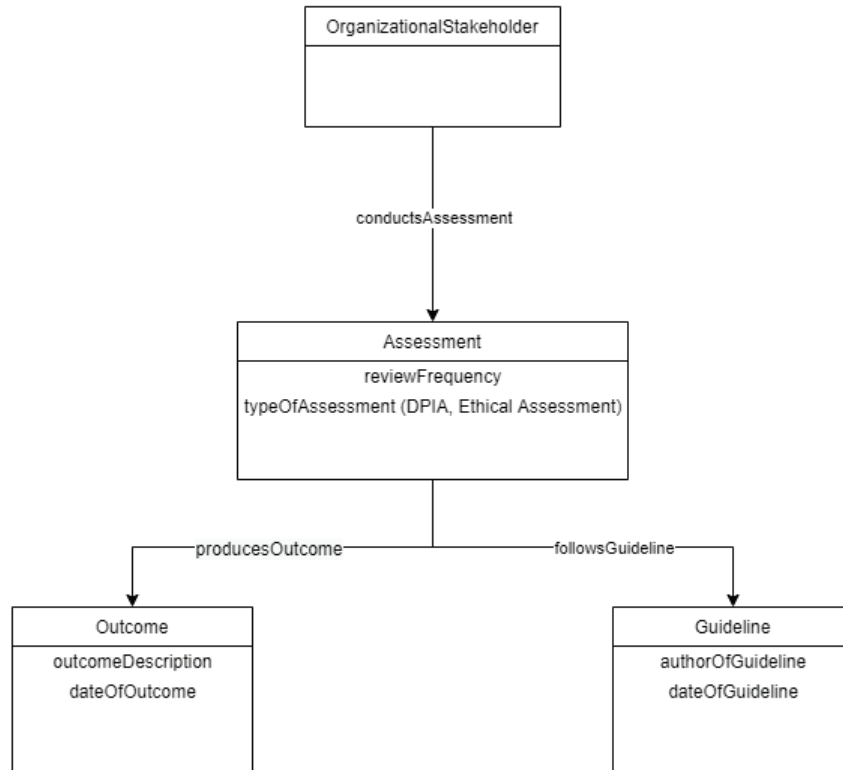 OrganizationalStakeholder
conductsAssessment
Assessment
reviewFrequency
typeOfAssessment (DPIA, Ethical Assessment)
producesOutcome
followsGuideline
Outcome
outcomeDescription
dateOfOutcome
Guideline
authorOfGuideline
dateOfGuideline